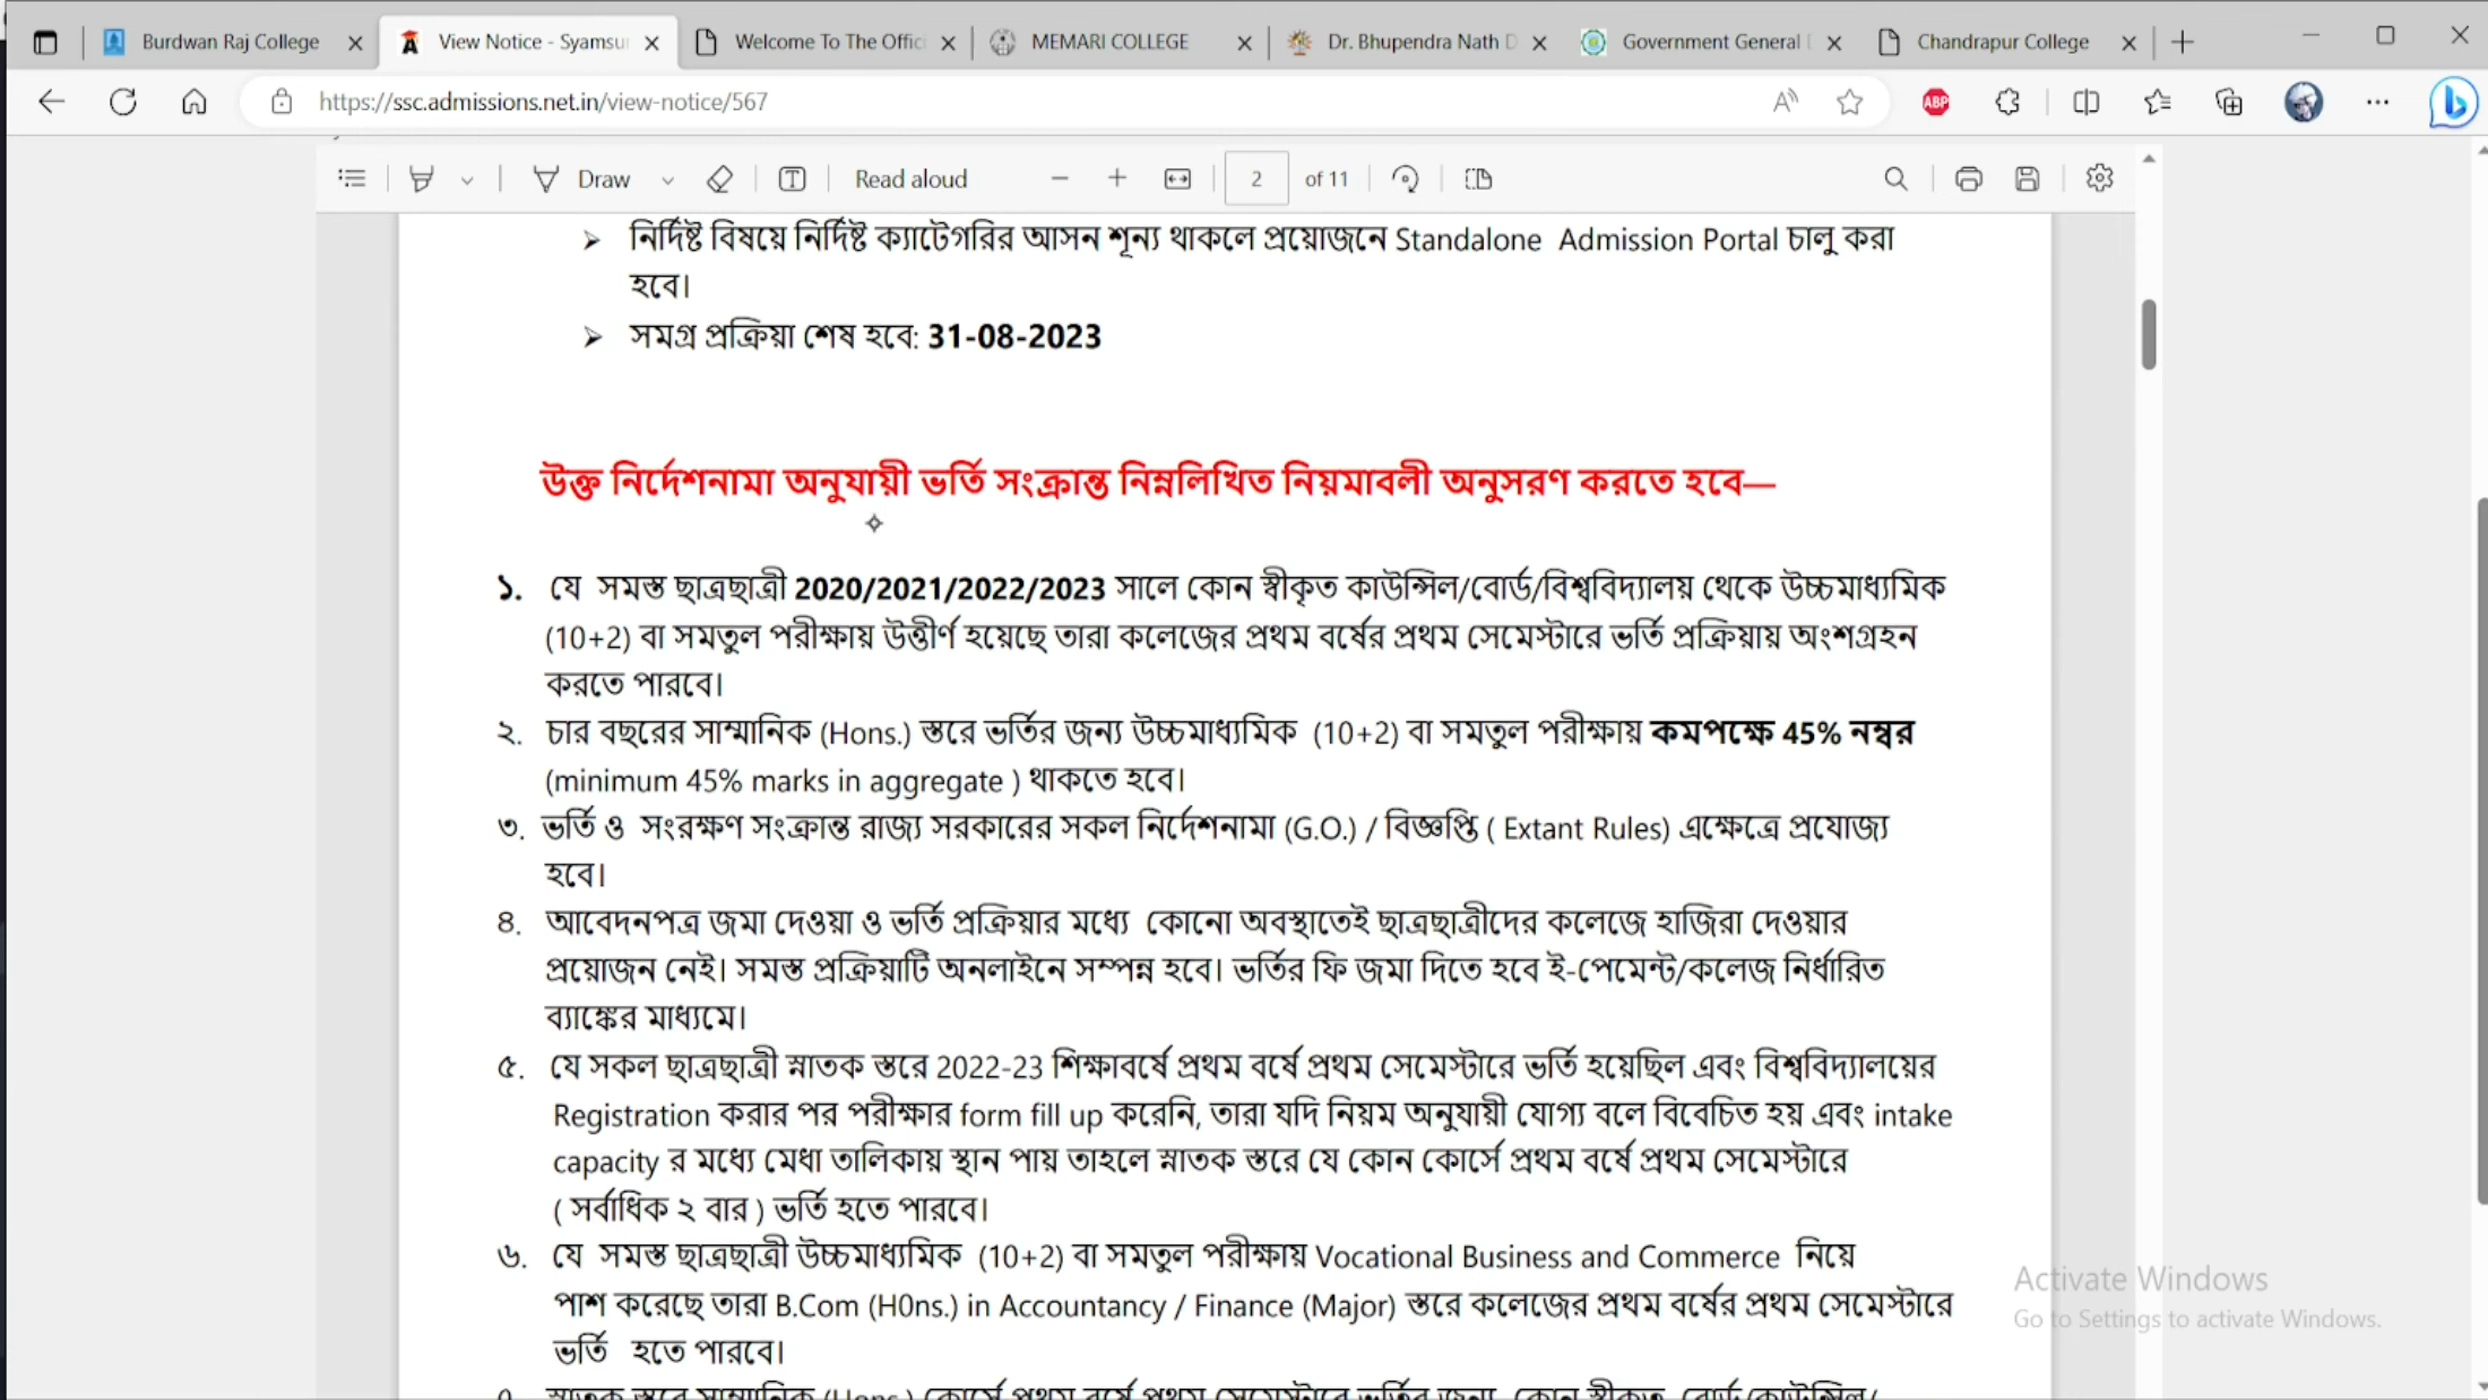 Burdwan Raj College
View Notice - Syamsu
Welcome To The Offic
MEMARI COLLEGE
Dr. Bhupendra Nath D
Government General D
Chandrapur College
https://ssc.admissions.net.in/view-notice/567
ABP
Draw
Read aloud
2
of 11
➢ নির্দিষ্ট বিষয়ে নির্দিষ্ট ক্যাটেগরির আসন শূন্য থাকলে প্রয়োজনে Standalone Admission Portal চালু করা
হবে।
➢ সমগ্র প্রক্রিয়া শেষ হবে: 31-08-2023
উক্ত নির্দেশনামা অনুযায়ী ভর্তি সংক্রান্ত নিম্নলিখিত নিয়মাবলী অনুসরণ করতে হবে—
১. যে সমস্ত ছাত্রছাত্রী 2020/2021/2022/2023 সালে কোন স্বীকৃত কাউন্সিল/বোর্ড/বিশ্ববিদ্যালয় থেকে উচ্চমাধ্যমিক
(10+2) বা সমতুল পরীক্ষায় উত্তীর্ণ হয়েছে তারা কলেজের প্রথম বর্ষের প্রথম সেমেস্টারে ভর্তি প্রক্রিয়ায় অংশগ্রহন
করতে পারবে।
২. চার বছরের সাম্মানিক (Hons.) স্তরে ভর্তির জন্য উচ্চমাধ্যমিক (10+2) বা সমতুল পরীক্ষায় কমপক্ষে 45% নম্বর
(minimum 45% marks in aggregate ) থাকতে হবে।
৩. ভর্তি ও সংরক্ষণ সংক্রান্ত রাজ্য সরকারের সকল নির্দেশনামা (G.O.) / বিজ্ঞপ্তি ( Extant Rules) এক্ষেত্রে প্রযোজ্য
হবে।
৪. আবেদনপত্র জমা দেওয়া ও ভর্তি প্রক্রিয়ার মধ্যে কোনো অবস্থাতেই ছাত্রছাত্রীদের কলেজে হাজিরা দেওয়ার
প্রয়োজন নেই। সমস্ত প্রক্রিয়াটি অনলাইনে সম্পন্ন হবে। ভর্তির ফি জমা দিতে হবে ই-পেমেন্ট/কলেজ নির্ধারিত
ব্যাঙ্কের মাধ্যমে।
৫. যে সকল ছাত্রছাত্রী স্নাতক স্তরে 2022-23 শিক্ষাবর্ষে প্রথম বর্ষে প্রথম সেমেস্টারে ভর্তি হয়েছিল এবং বিশ্ববিদ্যালয়ের
Registration করার পর পরীক্ষার form fill up করেনি, তারা যদি নিয়ম অনুযায়ী যোগ্য বলে বিবেচিত হয় এবং intake
capacity র মধ্যে মেধা তালিকায় স্থান পায় তাহলে স্নাতক স্তরে যে কোন কোর্সে প্রথম বর্ষে প্রথম সেমেস্টারে
( সর্বাধিক ২ বার ) ভর্তি হতে পারবে।
৬. যে সমস্ত ছাত্রছাত্রী উচ্চমাধ্যমিক (10+2) বা সমতুল পরীক্ষায় Vocational Business and Commerce নিয়ে
পাশ করেছে তারা B.Com (H0ns.) in Accountancy / Finance (Major) স্তরে কলেজের প্রথম বর্ষের প্রথম সেমেস্টারে
ভর্তি হতে পারবে।
স্নাতক স্তরে সাম্মানিক (Hons.) কোর্সে প্রথম বর্ষে প্রথম সেমেস্টারে ভর্তির জন্য কোন স্বীকৃত বোর্ড/কাউন্সিল/
Activate Windows
Go to Settings to activate Windows.